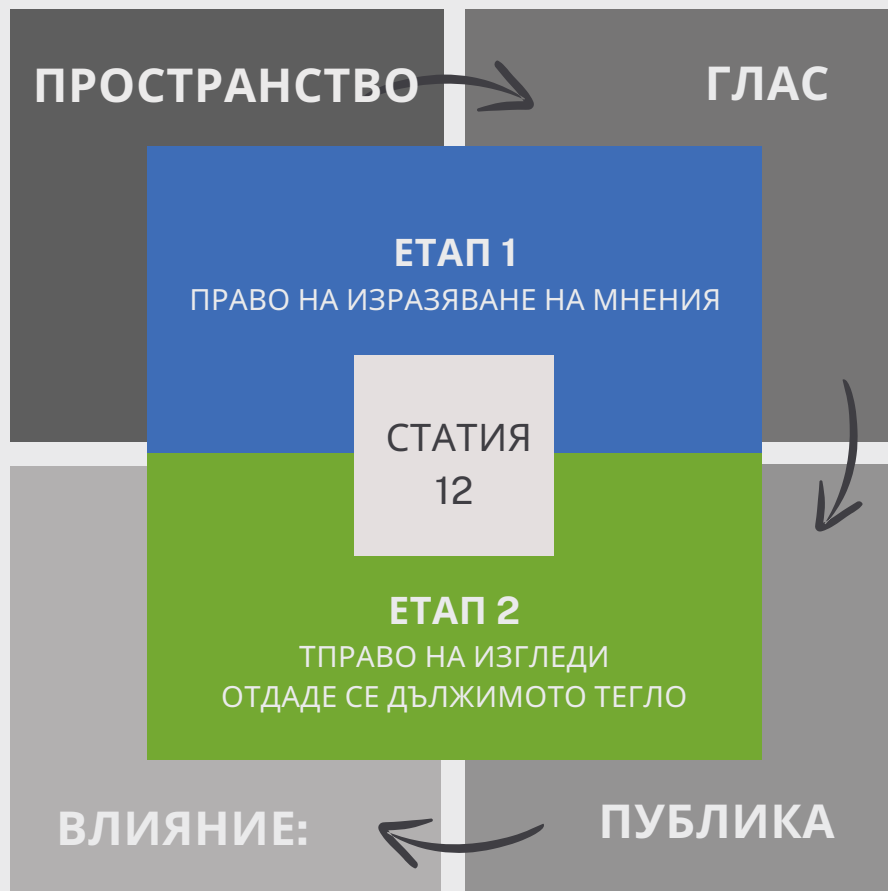 ПРОСТРАНСТВО
ГЛАС
ЕТАП 1
ПРАВО НА ИЗРАЗЯВАНЕ НА МНЕНИЯ
СТАТИЯ
12
ЕТАП 2
ТПРАВО НА ИЗГЛЕДИ
ОТДАДЕ СЕ ДЪЛЖИМОТО ТЕГЛО
ВЛИЯНИЕ:
ПУБЛИКА